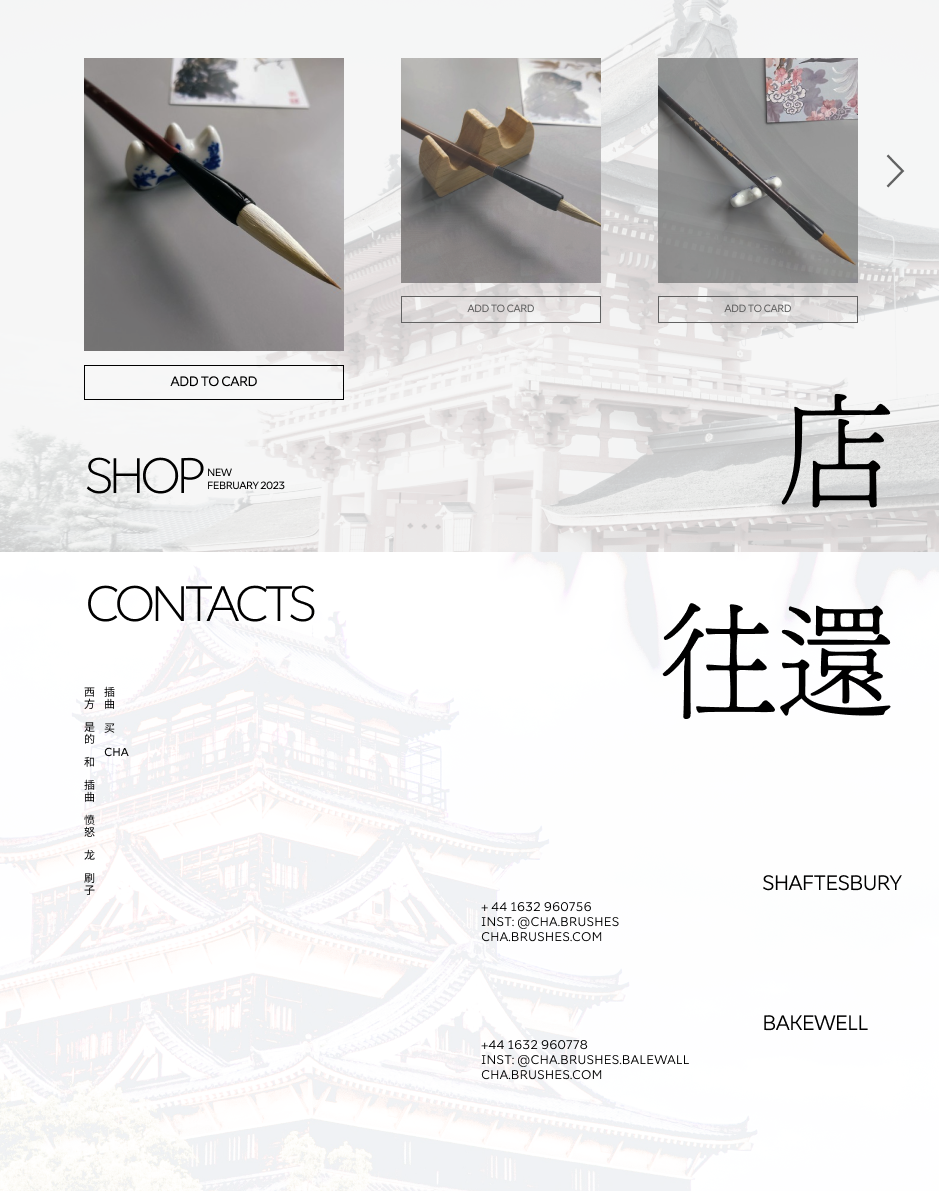 ADD TO CARD
ADD TO CARD
ADD TO CARD
SHOP
NEW
FEBRUARY 2023
店
CONTACTS
往還
插曲 买 CHA
西方 是的 和 插曲 愤怒 龙 刷子
SHAFTESBURY
+ 44 1632 960756
INST: @CHA.BRUSHES
CHA.BRUSHES.COM
BAKEWELL
+44 1632 960778
INST: @CHA.BRUSHES.BALEWALL
CHA.BRUSHES.COM